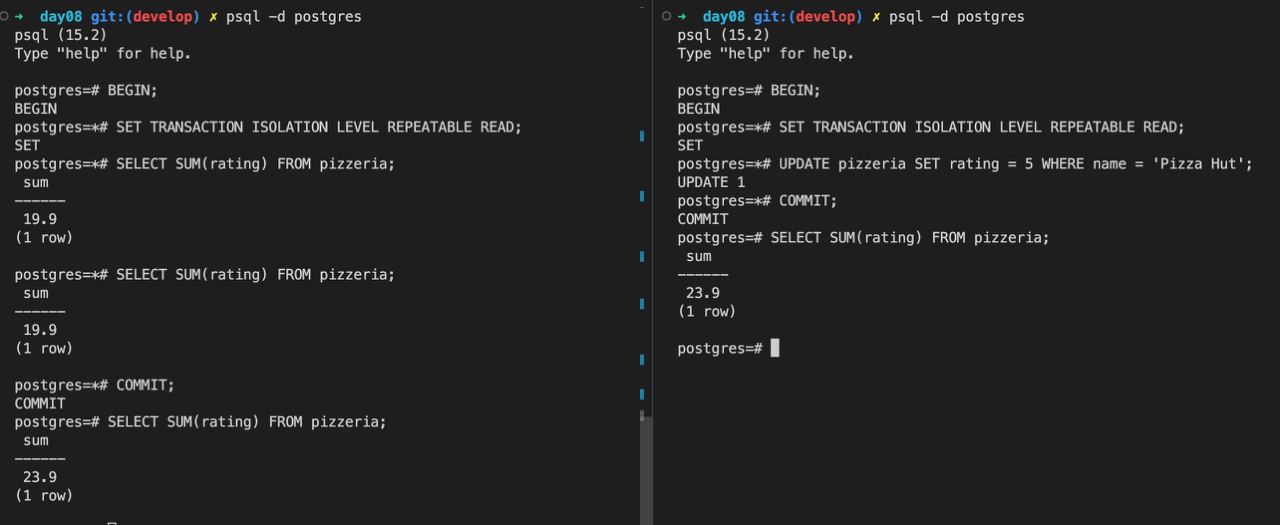 ➜ day08 git:(develop) ✗ psql -d postgres
psql (15.2)
Type "help" for help.
postgres=# BEGIN;
BEGIN
postgres=*# SET TRANSACTION ISOLATION LEVEL REPEATABLE READ;
SET
postgres=*# SELECT SUM(rating) FROM pizzeria;
sum
------
19.9
(1 row)
postgres=*# SELECT SUM(rating) FROM pizzeria;
sum
------
19.9
(1 row)
postgres=*# COMMIT;
COMMIT
postgres=# SELECT SUM(rating) FROM pizzeria;
sum
------
23.9
(1 row)
➜ day08 git:(develop) ✗ psql -d postgres
psql (15.2)
Type "help" for help.
postgres=# BEGIN;
BEGIN
postgres=*# SET TRANSACTION ISOLATION LEVEL REPEATABLE READ;
SET
postgres=*# UPDATE pizzeria SET rating = 5 WHERE name = 'Pizza Hut';
UPDATE 1
postgres=*# COMMIT;
COMMIT
postgres=# SELECT SUM(rating) FROM pizzeria;
sum
------
23.9
(1 row)
postgres=#